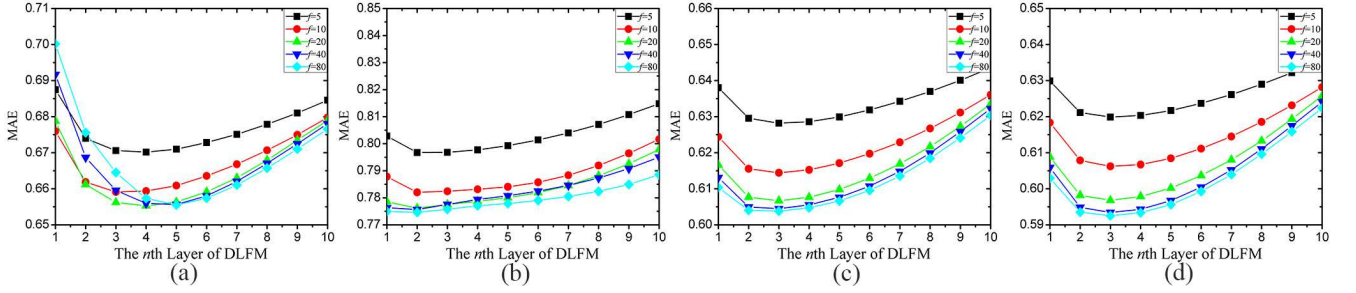 0.71
0.70
0.69
0.68
0.67
0.66
0.65
MAE
f=5
f=10
f=20
f=40
f=80
1 2 3 4 5 6 7 8 9 10
The nth Layer of DLFM
(a)
0.85
0.84
0.83
0.82
0.81
0.80
0.79
0.78
0.77
MAE
f=5
f=10
f=20
f=40
f=80
1 2 3 4 5 6 7 8 9 10
The nth Layer of DLFM
(b)
0.66
0.65
0.64
0.63
0.62
0.61
0.60
MAE
f=5
f=10
f=20
f=40
f=80
1 2 3 4 5 6 7 8 9 10
The nth Layer of DLFM
(c)
0.65
0.64
0.63
0.62
0.61
0.60
0.59
MAE
f=5
f=10
f=20
f=40
f=80
1 2 3 4 5 6 7 8 9 10
The nth Layer of DLFM
(d)